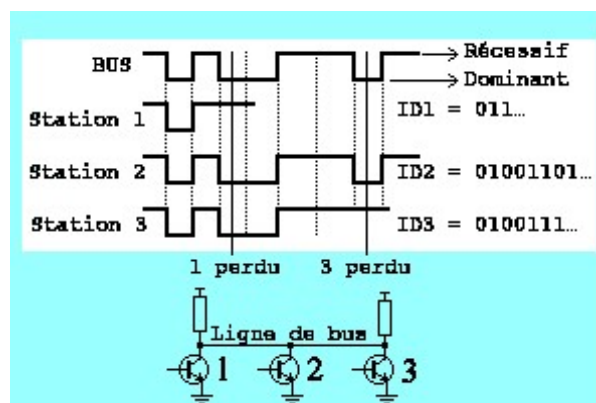 BUS
Récessif
Dominant
Station 1
ID1 = 011…
Station 2
ID2 = 01001101…
Station 3
ID3 = 0100111…
1 perdu
3 perdu
Ligne de bus
1
2
3